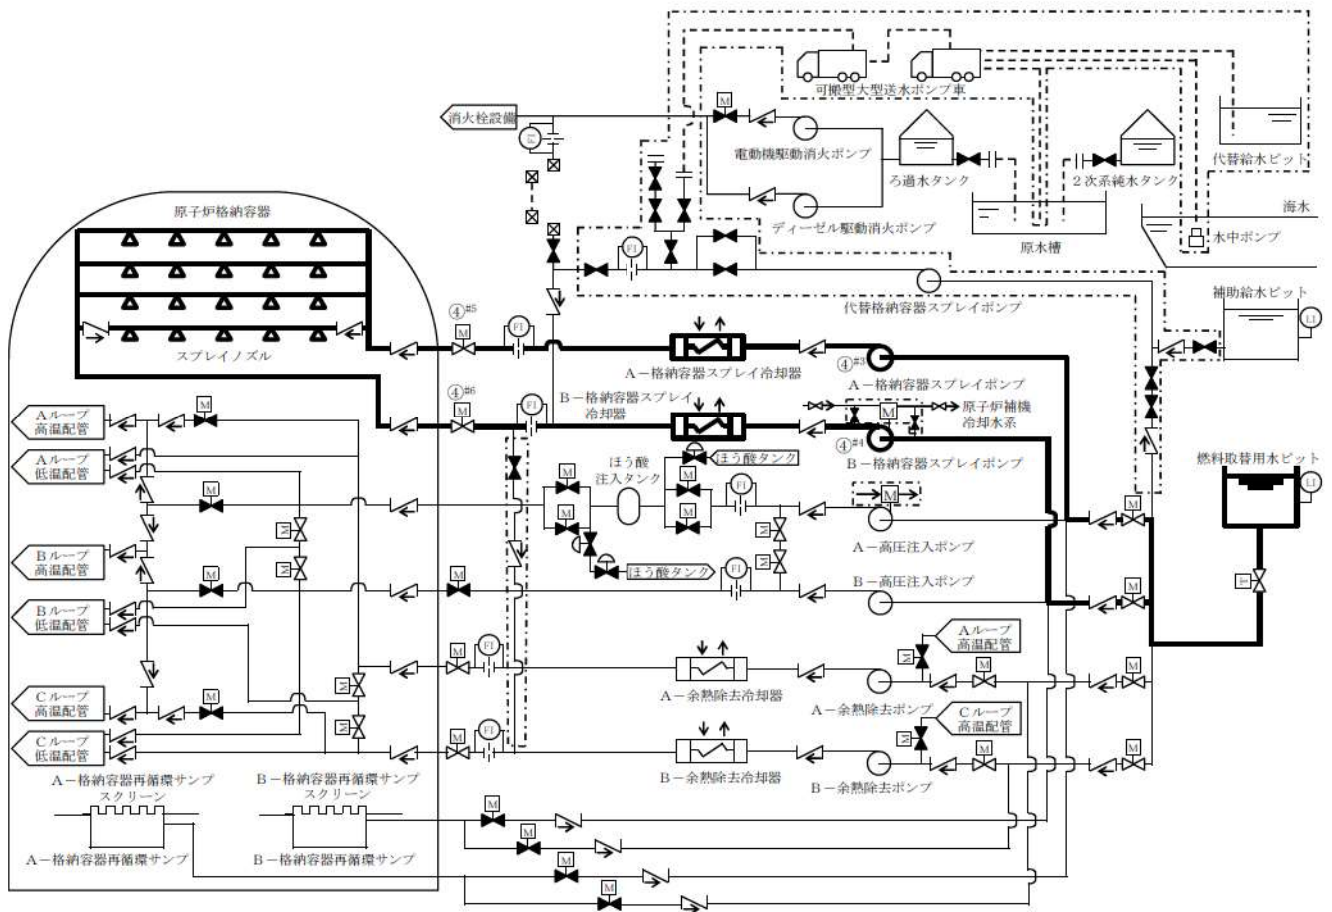 可搬型大型送水ポンプ車
M
消火栓設備
FI
電動機駆動消火ポンプ
ろ過水タンク
2次系純水タンク
代替給水ピット
海水
ディーゼル駆動消火ポンプ
原水槽
水中ポンプ
原子炉格納容器
FI
代替格納容器スプレイポンプ
補助給水ピット
LI
④#5
M
FI
スプレイノズル
A-格納容器スプレイ冷却器
④#3
A-格納容器スプレイポンプ
④#6
M
FI
B-格納容器スプレイ
冷却器
M
原子炉補機
冷却水系
④#4
B-格納容器スプレイポンプ
Aループ
高温配管
M
Aループ
低温配管
ほう酸タンク
ほう酸
注入タンク
燃料取替用水ピット
LI
M
M
M
FI
M
M
M
M
M
A-高圧注入ポンプ
M
M
Bループ
高温配管
M
ほう酸タンク
FI
M
T
B-高圧注入ポンプ
M
M
M
Bループ
低温配管
Aループ
高温配管
M
FI
M
M
M
A-余熱除去冷却器
A-余熱除去ポンプ
M
Cループ
高温配管
M
Cループ
高温配管
M
M
FI
M
M
M
Cループ
低温配管
B-余熱除去冷却器
B-余熱除去ポンプ
A-格納容器再循環サンプ
スクリーン
B-格納容器再循環サンプ
スクリーン
M
M
A-格納容器再循環サンプ
B-格納容器再循環サンプ
M
M